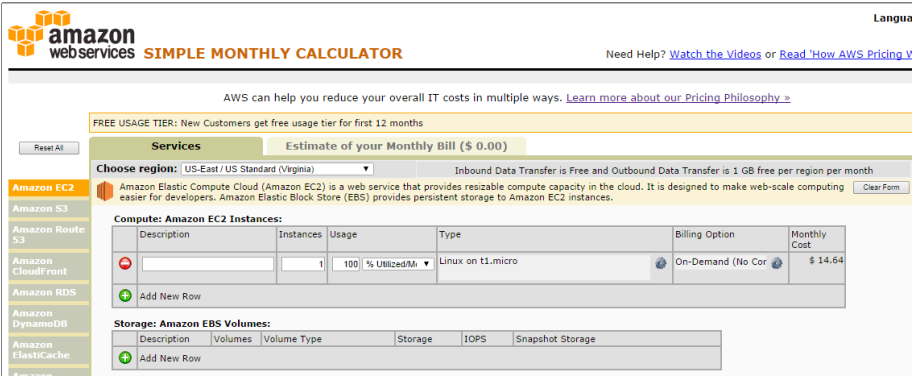 Langua
amazon
webservices SIMPLE MONTHLY CALCULATOR
Need Help? Watch the Videos or Read 'How AWS Pricing W
AWS can help you reduce your overall IT costs in multiple ways. Learn more about our Pricing Philosophy »
FREE USAGE TIER: New Customers get free usage tier for first 12 months
Reset All
Services
Estimate of your Monthly Bill ($ 0.00)
Choose region: US-East / US Standard (Virginia)
Inbound Data Transfer is Free and Outbound Data Transfer is 1 GB free per region per month
Amazon EC2
Amazon S3
Amazon Route
53
Amazon
CloudFront
Amazon RDS
Amazon
DynamoDB
Amazon
ElastiCache
Amazon
Amazon Elastic Compute Cloud (Amazon EC2) is a web service that provides resizable compute capacity in the cloud. It is designed to make web-scale computing
easier for developers. Amazon Elastic Block Store (EBS) provides persistent storage to Amazon EC2 instances.
Clear Form
Compute: Amazon EC2 Instances:
Description Instances Usage Type Billing Option Monthly
Cost
1 100 % Utilized/M Linux on t1.micro On-Demand (No Cor $ 14.64
Add New Row
Storage: Amazon EBS Volumes:
Description Volumes Volume Type Storage IOPS Snapshot Storage
Add New Row